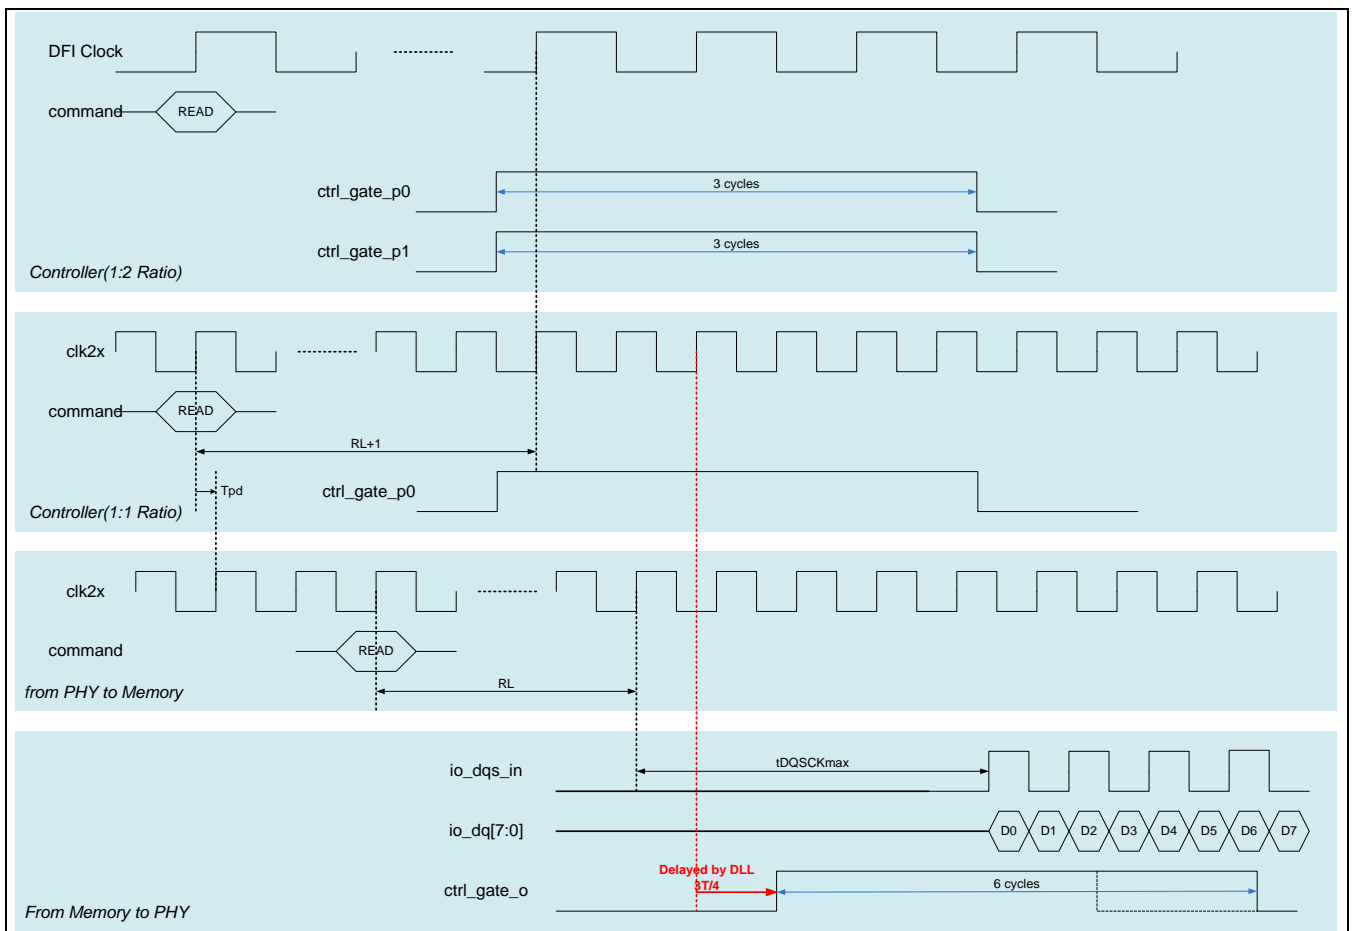 DFI Clock
command
READ
ctrl_gate_p0
3 cycles
ctrl_gate_p1
3 cycles
Controller(1:2 Ratio)
clk2x
command
READ
RL+1
Tpd
ctrl_gate_p0
Controller(1:1 Ratio)
clk2x
command
READ
RL
from PHY to Memory
io_dqs_in
tDQSCKmax
io_dq[7:0]
D0 D1 D2 D3 D4 D5 D6 D7
Delayed by DLL
3T/4
ctrl_gate_o
6 cycles
From Memory to PHY